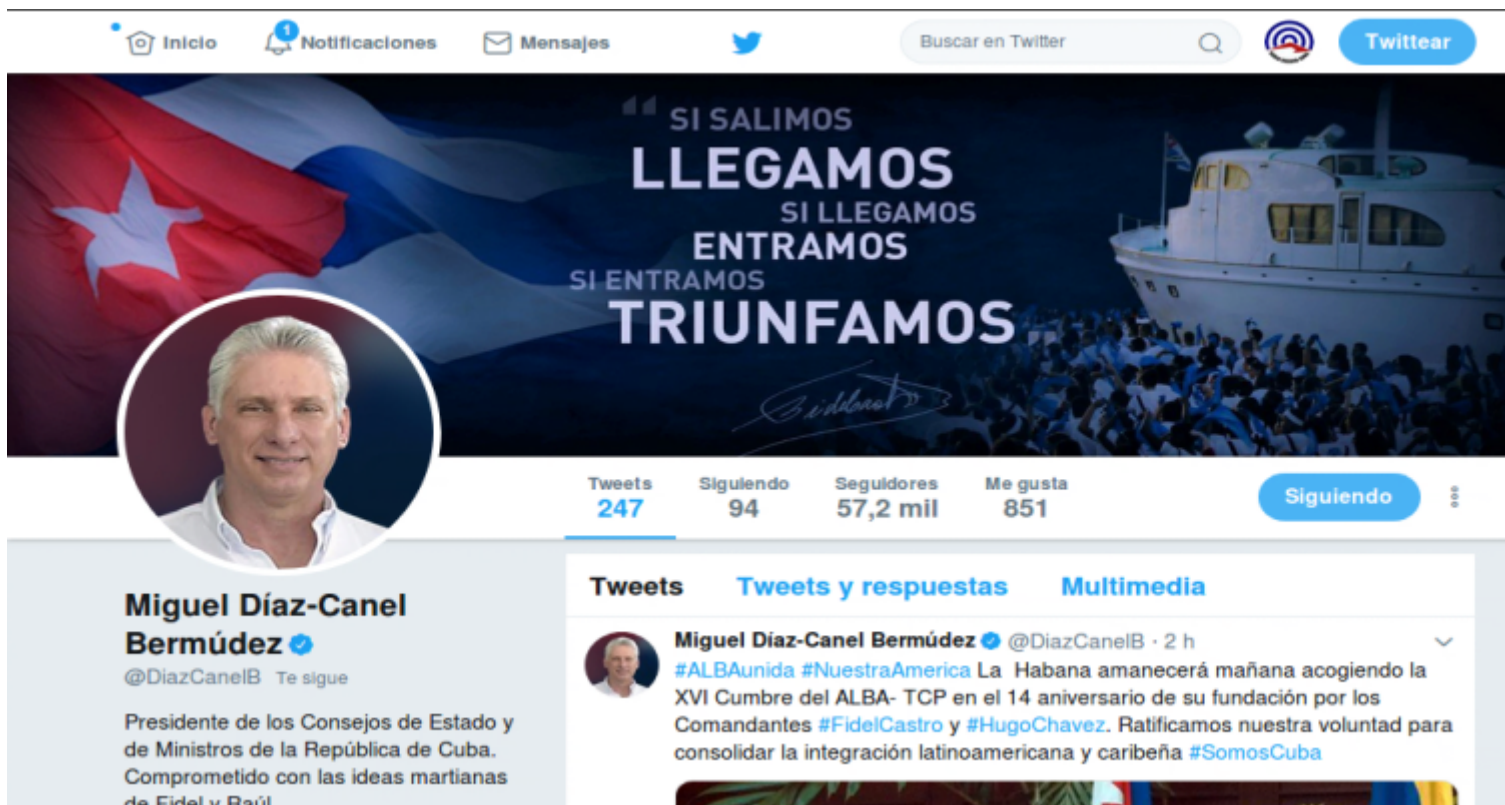 Inicio
1
Notificaciones
Mensajes
Buscar en Twitter
Twittear
“ SI SALIMOS
LLEGAMOS
SI LLEGAMOS
ENTRAMOS
SI ENTRAMOS
TRIUNFAMOS
Tweets Siguiendo Seguidores Me gusta
247 94 57,2 mil 851
Siguiendo
Miguel Díaz-Canel
Bermúdez
@DiazCanelB Te sigue
Presidente de los Consejos de Estado y
de Ministros de la República de Cuba.
Comprometido con las ideas martianas
de Fidel y Raúl
Tweets Tweets y respuestas Multimedia
Miguel Díaz-Canel Bermúdez @DiazCanelB · 2 h
#ALBAunida #NuestraAmerica La Habana amanecerá mañana acogiendo la
XVI Cumbre del ALBA- TCP en el 14 aniversario de su fundación por los
Comandantes #FidelCastro y #HugoChavez. Ratificamos nuestra voluntad para
consolidar la integración latinoamericana y caribeña #SomosCuba